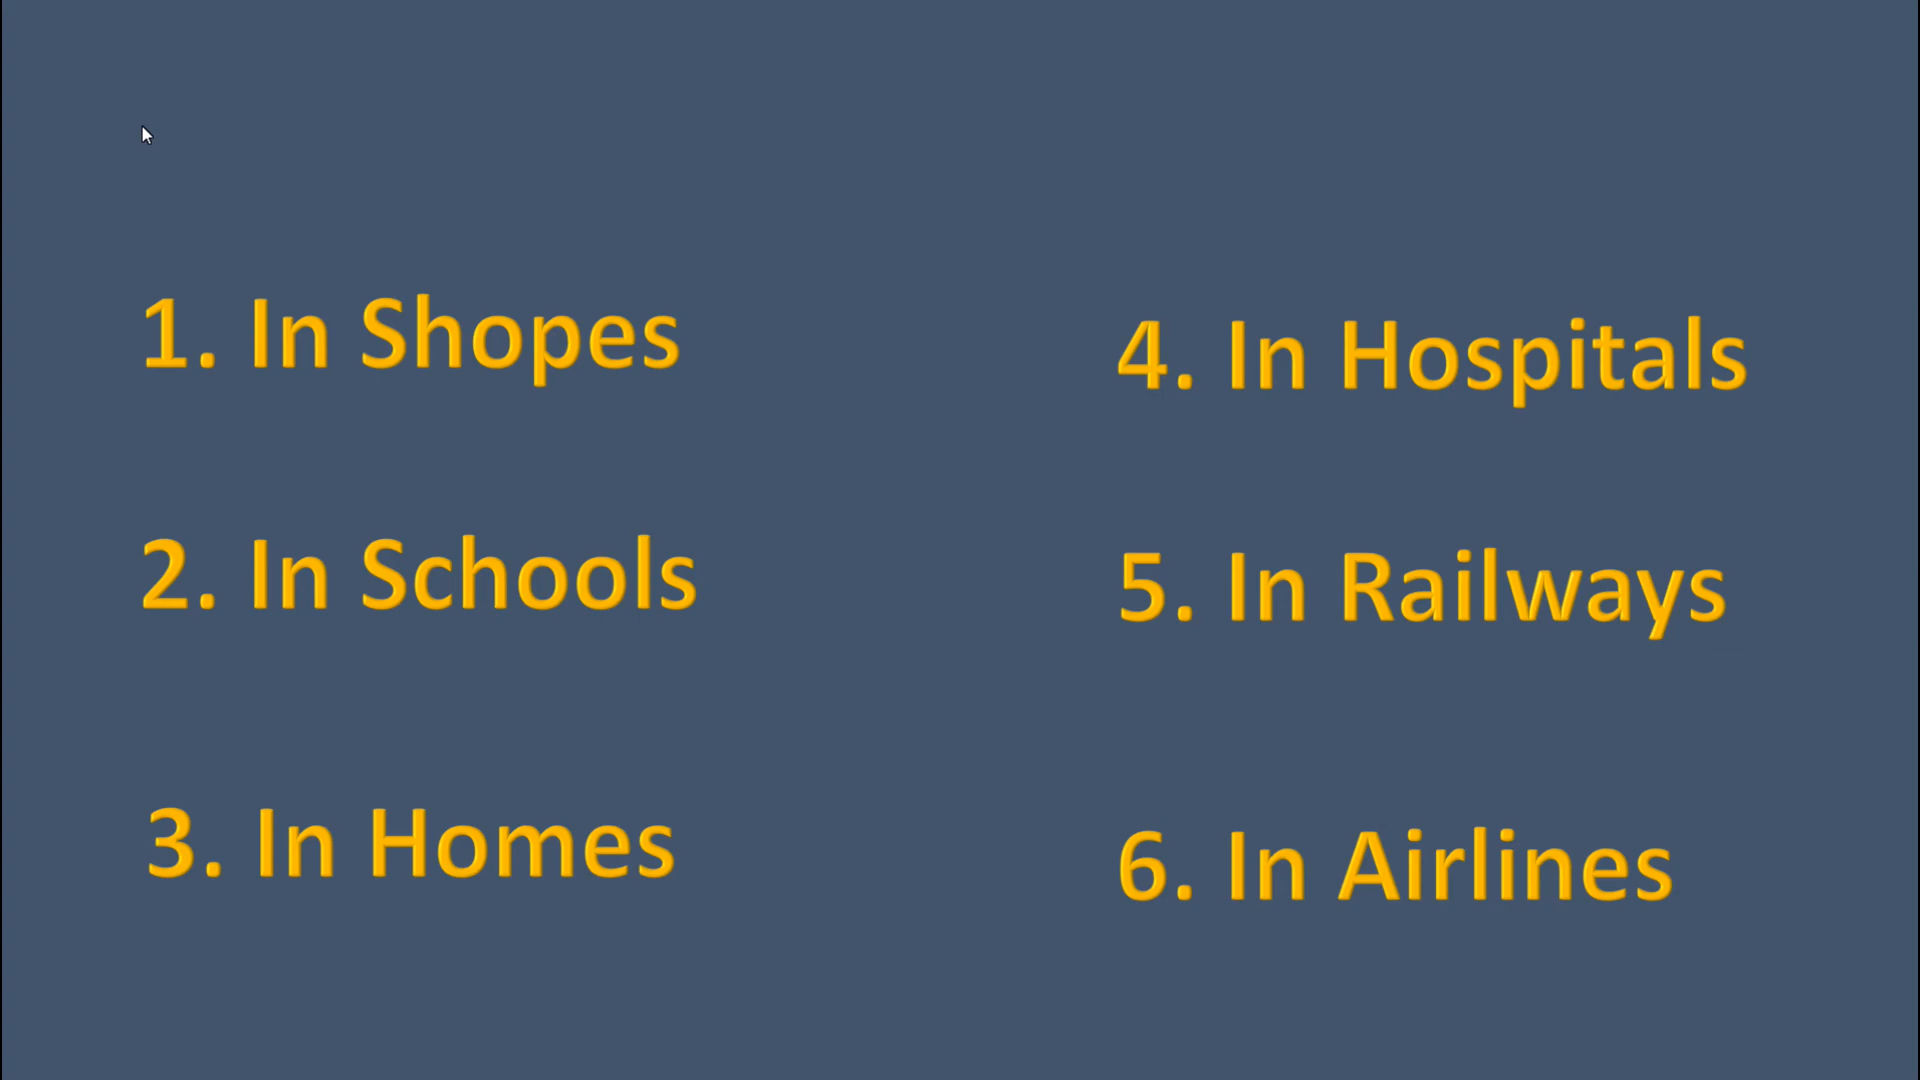 1. In Shopes
2. In Schools
3. In Homes
4. In Hospitals
5. In Railways
6. In Airlines